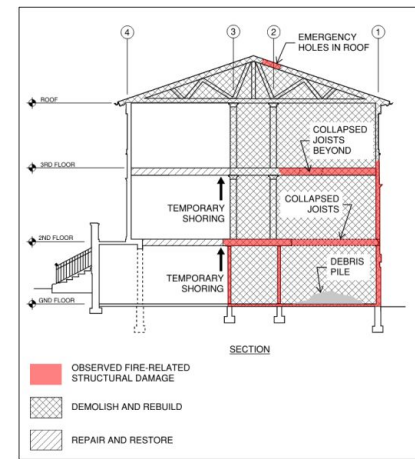 4
3
2
1
EMERGENCY
HOLES IN ROOF
ROOF
COLLAPSED
JOISTS
BEYOND
3RD FLOOR
COLLAPSED
JOISTS
TEMPORARY
SHORING
2ND FLOOR
TEMPORARY
SHORING
DEBRIS
PILE
GND FLOOR
SECTION
OBSERVED FIRE-RELATED
STRUCTURAL DAMAGE
DEMOLISH AND REBUILD
REPAIR AND RESTORE